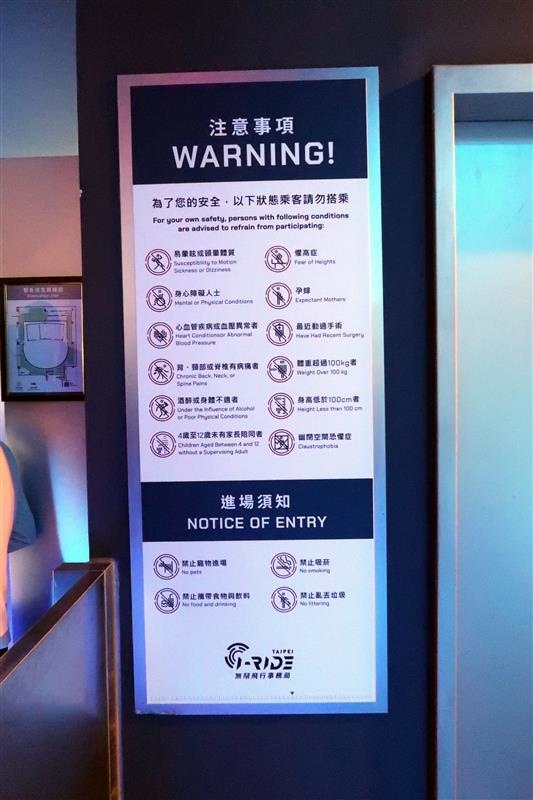 注意事項
WARNING!
為了您的安全，以下狀態乘客請勿搭乘
For your own safety, persons with following conditions
are advised to refrain from participating:
易暈眩或頭暈體質
Susceptibility to Motion
Sickness or Dizziness
懼高症
Fear of Heights
身心障礙人士
Mental or Physical Conditions
孕婦
Expectant Mothers
心血管疾病或血壓異常者
Heart Conditionsor Abnormal
Blood Pressure
最近動過手術
Have Had Recent Surgery
背、頸部或脊椎有病痛者
Chronic Back, Neck, or
Spine Pains
體重超過100kg者
Weight Over 100 kg
酒醉或身體不適者
Under the Influence of Alcohol
or Poor Physical Conditions
身高低於100cm者
Height Less than 100 cm
4歲至12歲未有家長陪同者
Children Aged Between 4 and 12
without a Supervising Adult
幽閉空間恐懼症
Claustrophobia
進場須知
NOTICE OF ENTRY
禁止寵物進場
No pets
禁止吸菸
No smoking
禁止攜帶食物與飲料
No food and drinking
禁止亂丟垃圾
No littering
TAIPEI
i-RiDE
無限飛行事務局